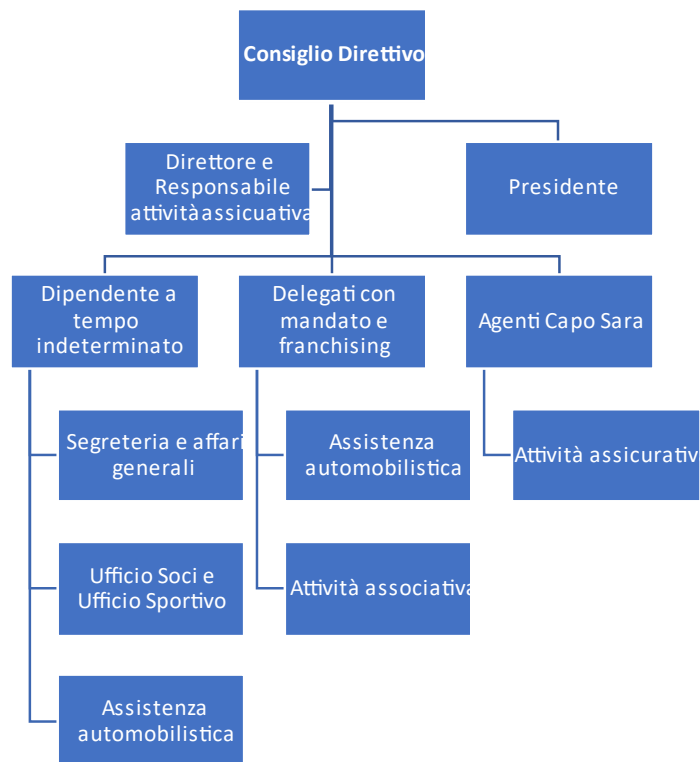 Consiglio Direttivo
Direttore e
Responsabile
attività assicuativa
Presidente
Dipendente a
tempo
indeterminato
Delegati con
mandato e
franchising
Agenti Capo Sara
Segreteria e affari
generali
Assistenza
automobilistica
Attività assicurativ
Ufficio Soci e
Ufficio Sportivo
Attività associativa
Assistenza
automobilistica